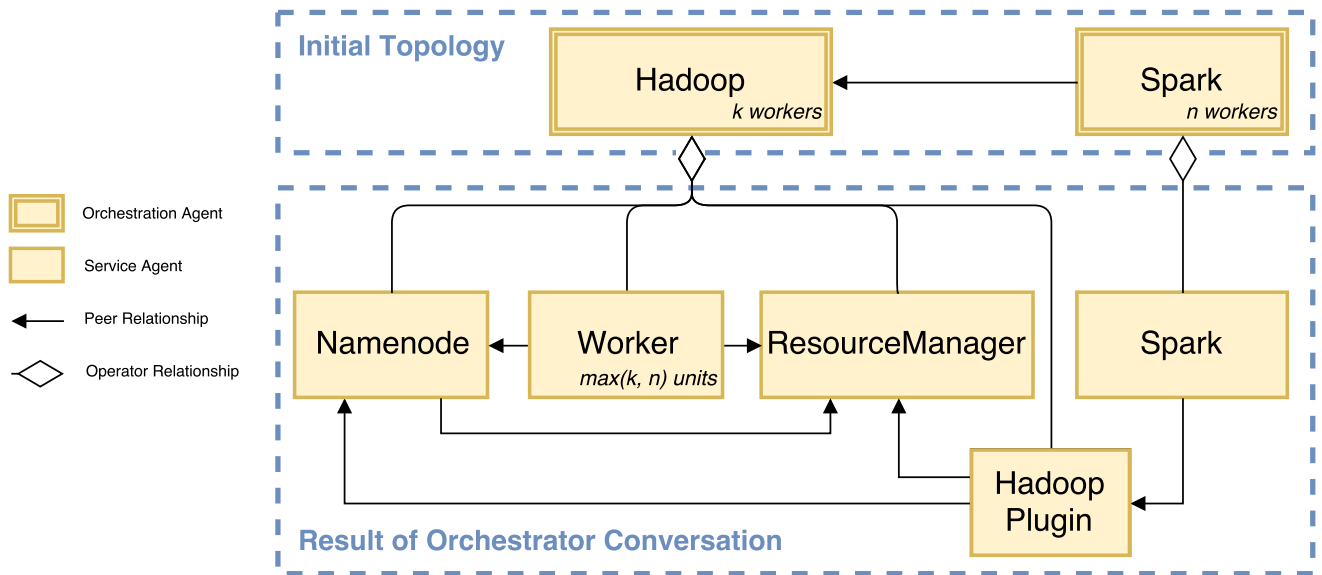 Initial Topology
Hadoop
k workers
Spark
n workers
Orchestration Agent
Service Agent
Peer Relationship
Operator Relationship
Namenode
Worker
max(k, n) units
ResourceManager
Spark
Hadoop
Plugin
Result of Orchestrator Conversation